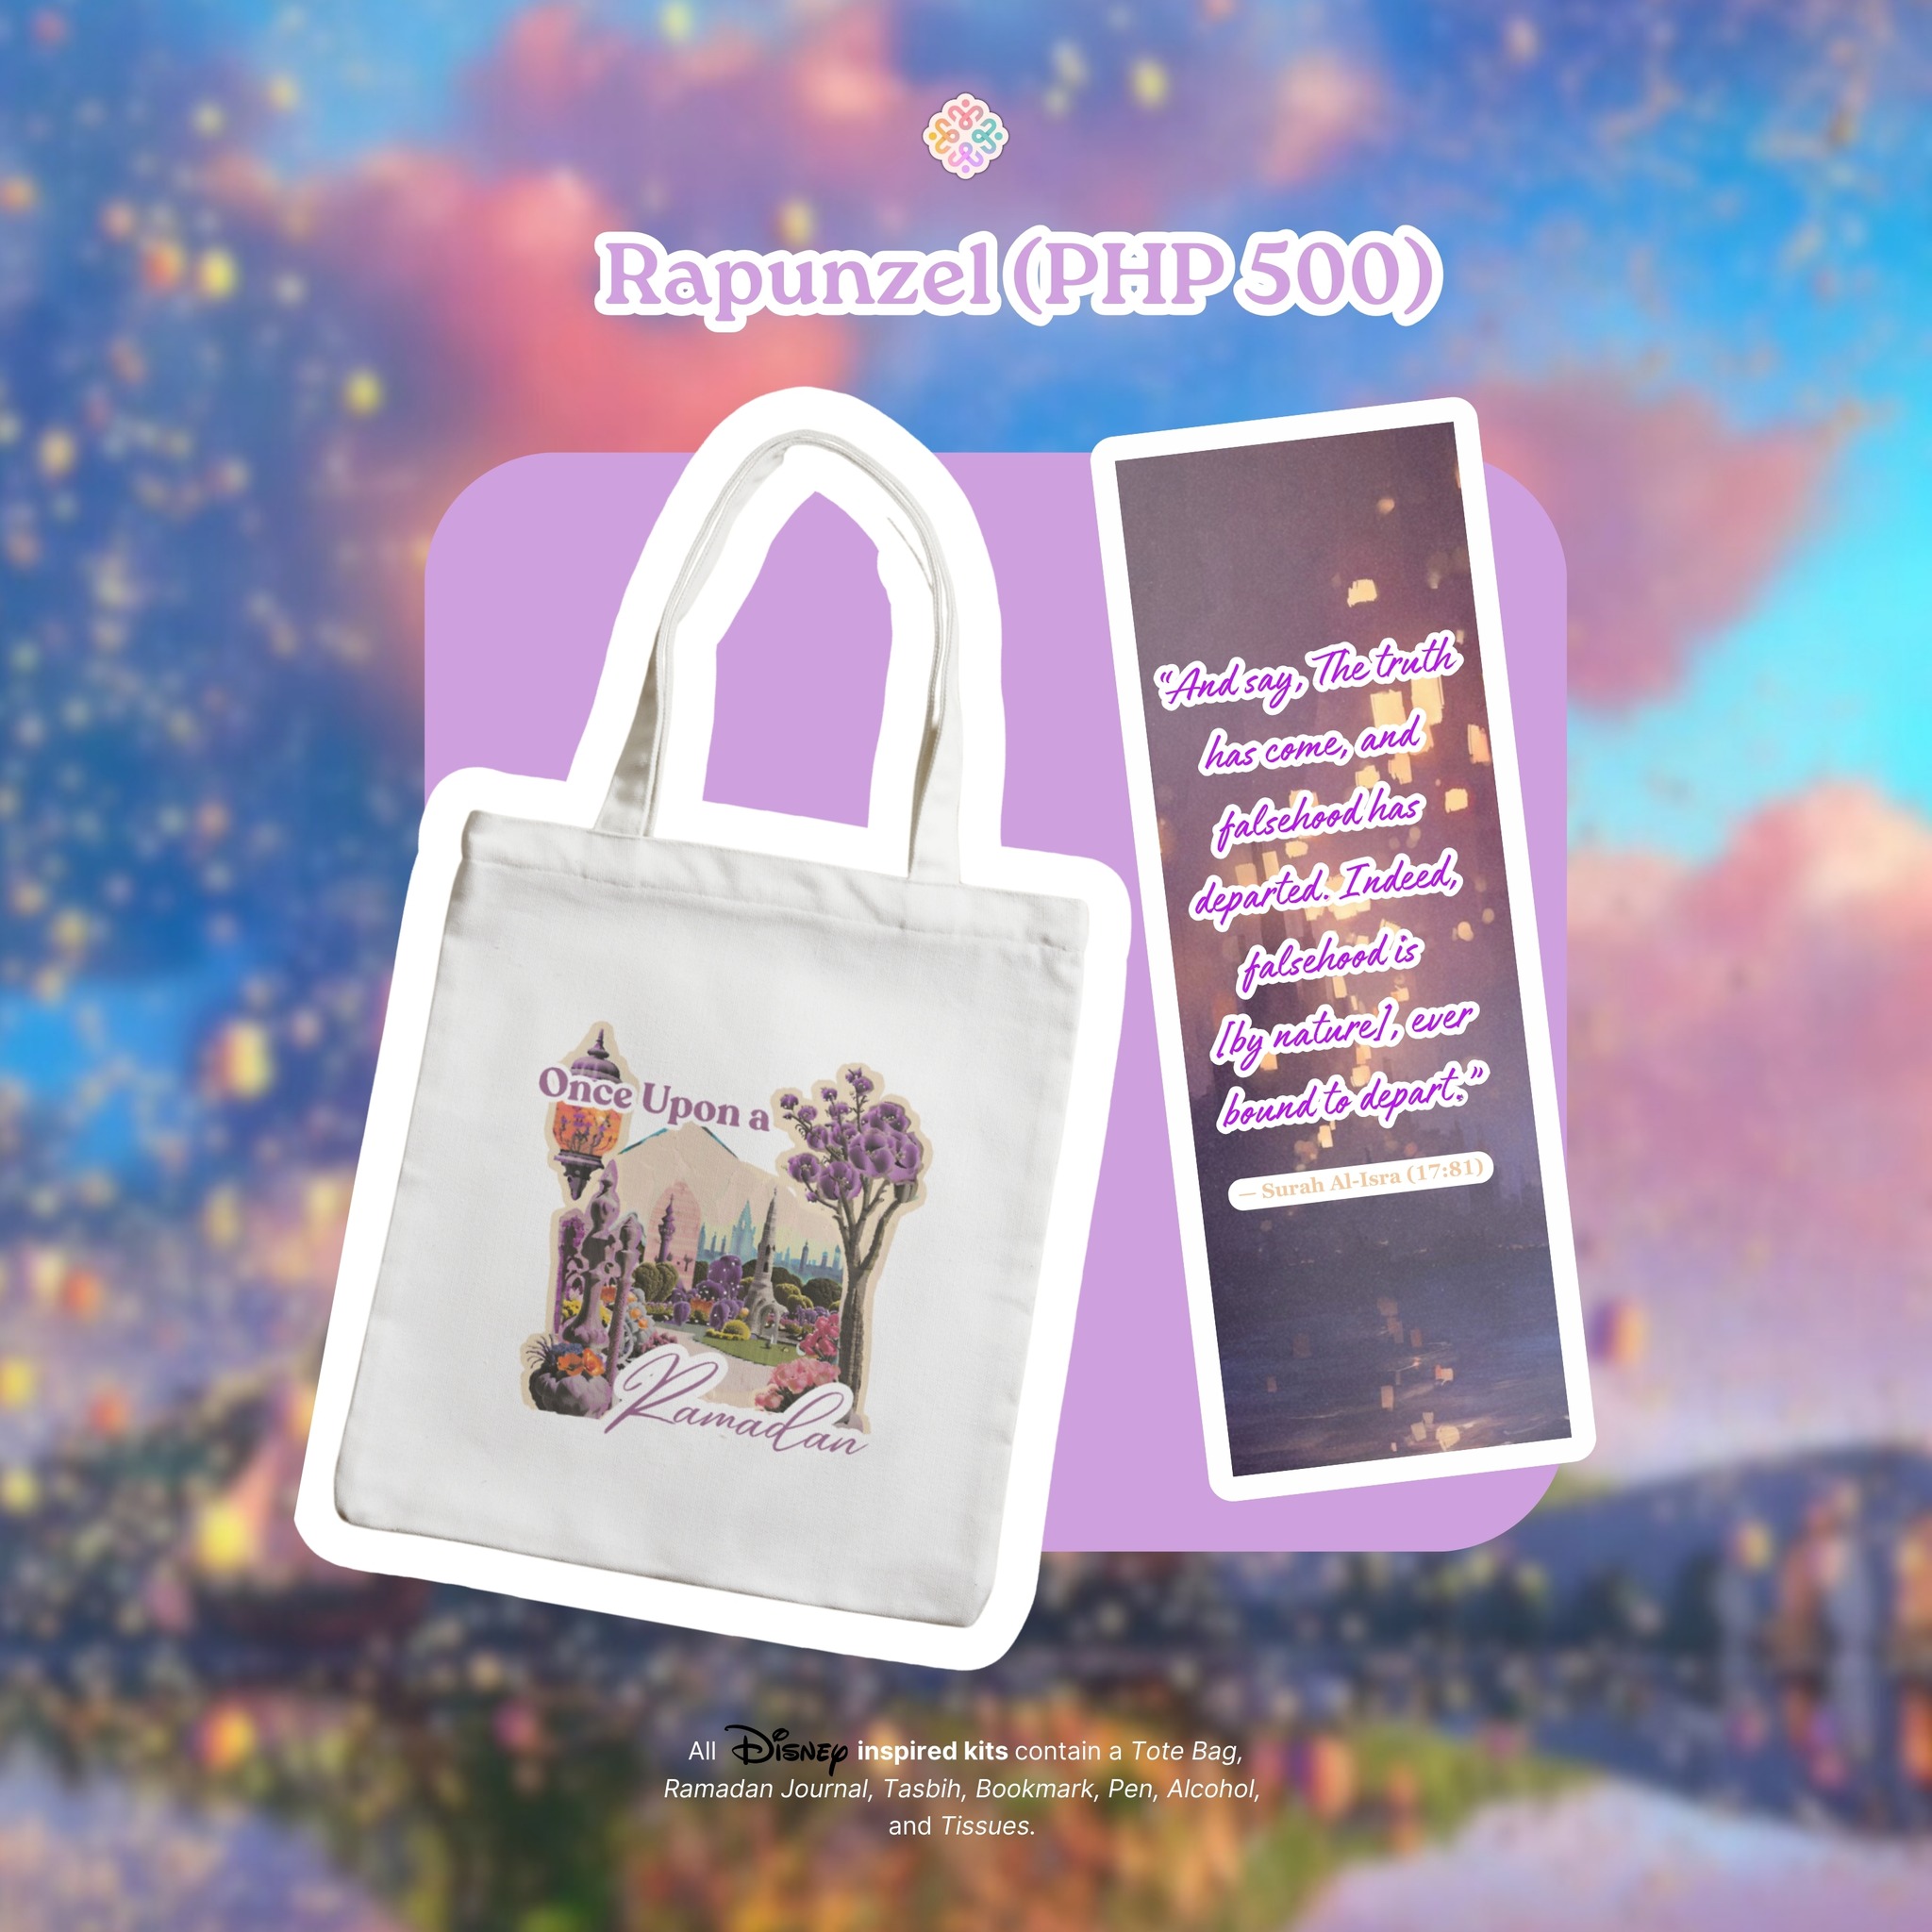 Rapunzel (PHP 500)
Once Upon a
Ramadan
“And say, The truth
has come, and
falsehood has
departed. Indeed,
falsehood is
[by nature], ever
bound to depart.”
— Surah Al-Isra (17:81)
All Disney inspired kits contain a Tote Bag,
Ramadan Journal, Tasbih, Bookmark, Pen, Alcohol,
and Tissues.